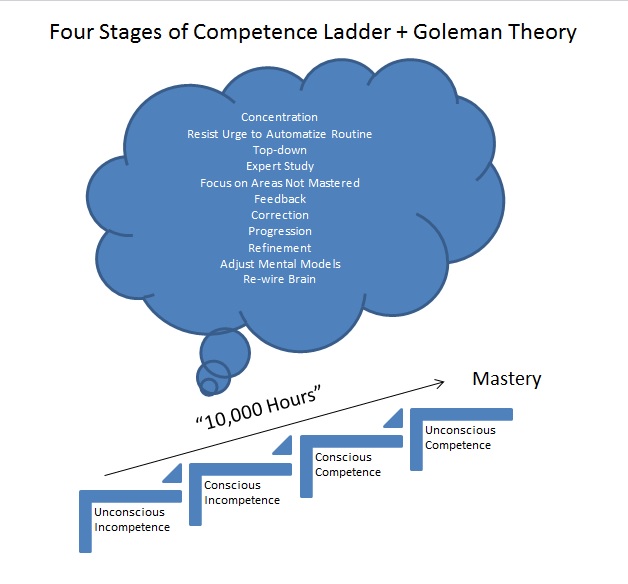 Four Stages of Competence Ladder + Goleman Theory
Concentration
Resist Urge to Automatize Routine
Top-down
Expert Study
Focus on Areas Not Mastered
Feedback
Correction
Progression
Refinement
Adjust Mental Models
Re-wire Brain
Mastery
“10,000 Hours”
Unconscious
Competence
Conscious
Competence
Conscious
Incompetence
Unconscious
Incompetence